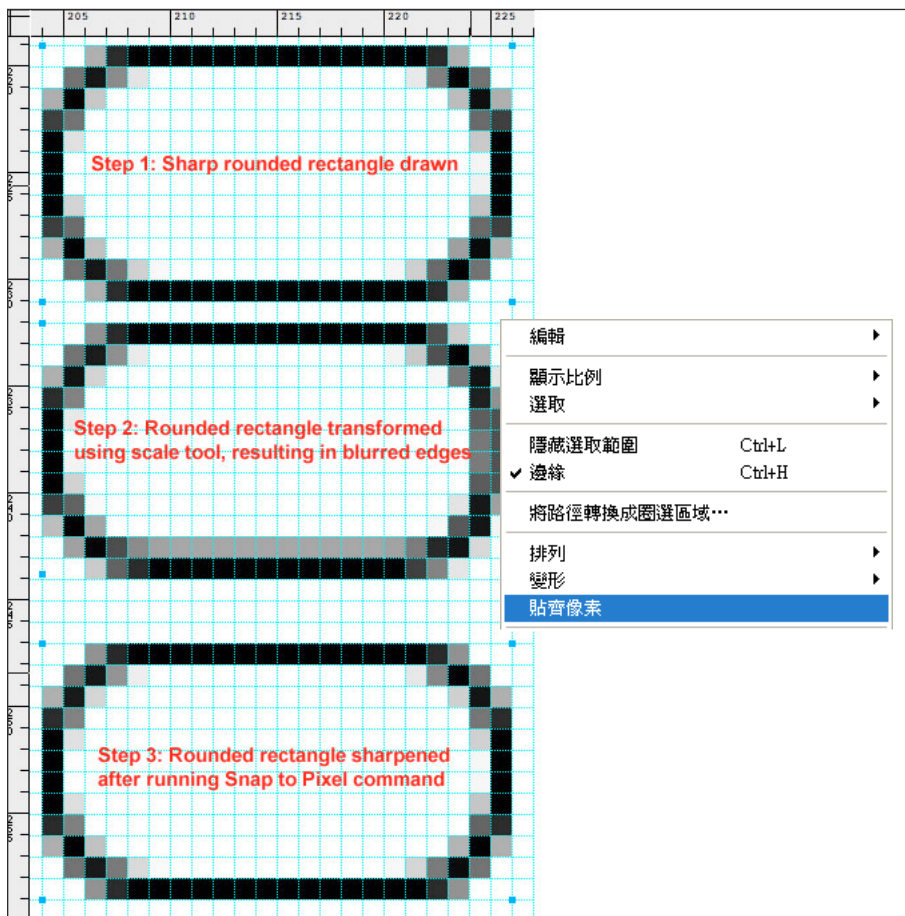 205 210 215 220 225
Step 1: Sharp rounded rectangle drawn
Step 2: Rounded rectangle transformed
using scale tool, resulting in blurred edges
編輯
顯示比例
選取
隱藏選取範圍 Ctrl+L
邊緣 Ctrl+H
將路徑轉換成圈選區域…
排列
變形
貼齊像素
Step 3: Rounded rectangle sharpened
after running Snap to Pixel command